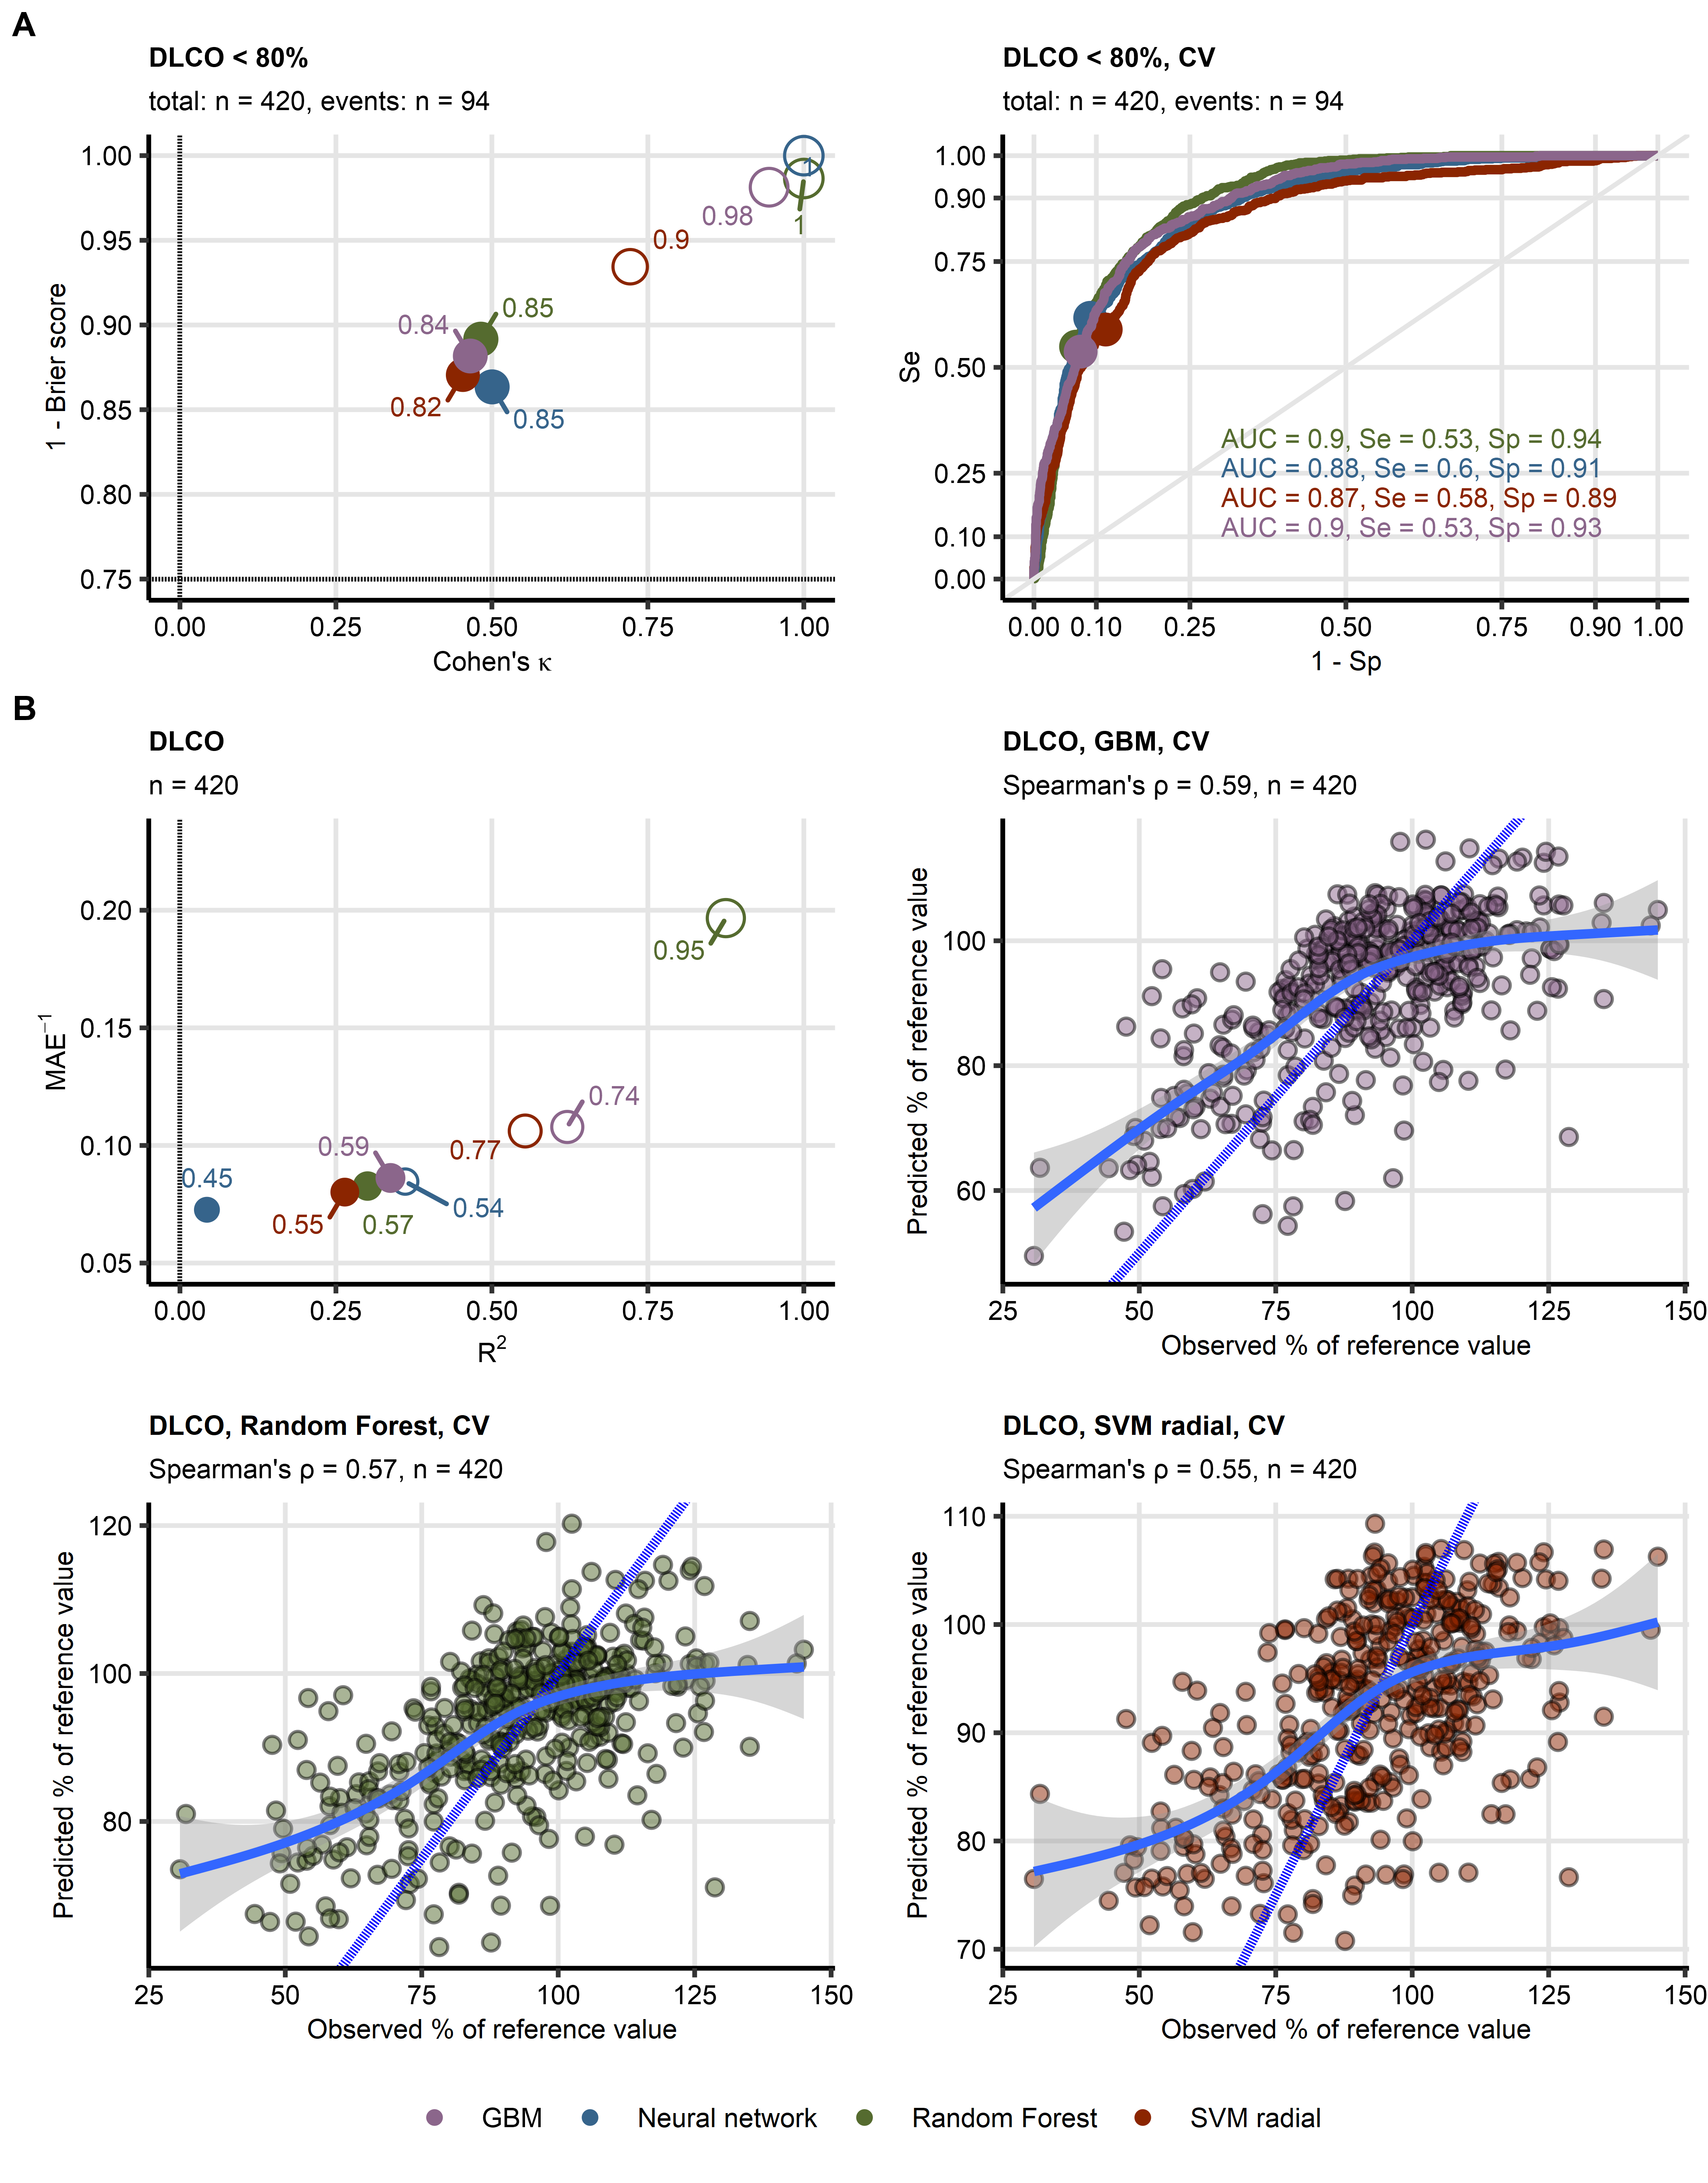 A
DLCO < 80%
total: n = 420, events: n = 94
1 - Brier score
1.00
0.95
0.90
0.85
0.80
0.75
1
1
0.98
0.9
0.85
0.84
0.82
0.85
0.00 0.25 0.50 0.75 1.00
Cohen's κ
DLCO < 80%, CV
total: n = 420, events: n = 94
Se
1.00
0.90
0.75
0.50
0.25
0.10
0.00
AUC = 0.9, Se = 0.53, Sp = 0.94
AUC = 0.88, Se = 0.6, Sp = 0.91
AUC = 0.87, Se = 0.58, Sp = 0.89
AUC = 0.9, Se = 0.53, Sp = 0.93
0.00 0.10 0.25 0.50 0.75 0.90 1.00
1 - Sp
B
DLCO
n = 420
MAE⁻¹
0.20
0.15
0.10
0.05
0.95
0.74
0.77
0.59
0.45
0.54
0.55
0.57
0.00 0.25 0.50 0.75 1.00
R²
DLCO, GBM, CV
Spearman's ρ = 0.59, n = 420
Predicted % of reference value
100
80
60
25 50 75 100 125 150
Observed % of reference value
DLCO, Random Forest, CV
Spearman's ρ = 0.57, n = 420
Predicted % of reference value
120
100
80
25 50 75 100 125 150
Observed % of reference value
DLCO, SVM radial, CV
Spearman's ρ = 0.55, n = 420
Predicted % of reference value
110
100
90
80
70
25 50 75 100 125 150
Observed % of reference value
GBM Neural network Random Forest SVM radial